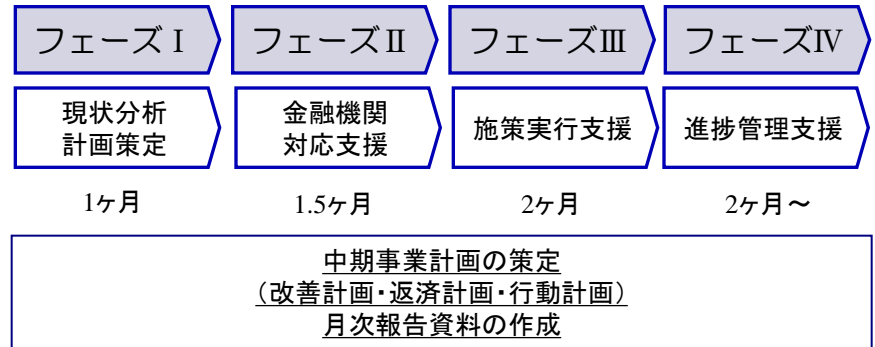 フェーズⅠ
フェーズⅡ
フェーズⅢ
フェーズⅣ
現状分析
計画策定
金融機関
対応支援
施策実行支援
進捗管理支援
1ヶ月
1.5ヶ月
2ヶ月
2ヶ月～
中期事業計画の策定
（改善計画・返済計画・行動計画）
月次報告資料の作成